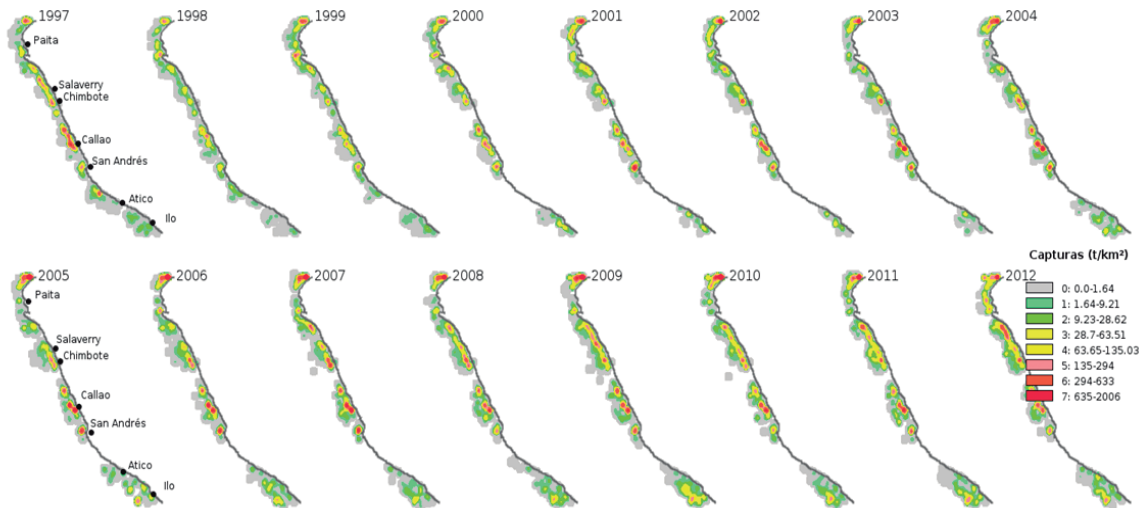 1997
1998
1999
2000
2001
2002
2003
2004
Paita
Salaverry
Chimbote
Callao
San Andrés
Atico
Ilo
2005
2006
2007
2008
2009
2010
2011
2012
Paita
Salaverry
Chimbote
Callao
San Andrés
Atico
Ilo
Capturas (t/km²)
0: 0.0-1.64
1: 1.64-9.21
2: 9.23-28.62
3: 28.7-63.51
4: 63.65-135.03
5: 135-294
6: 294-633
7: 635-2006